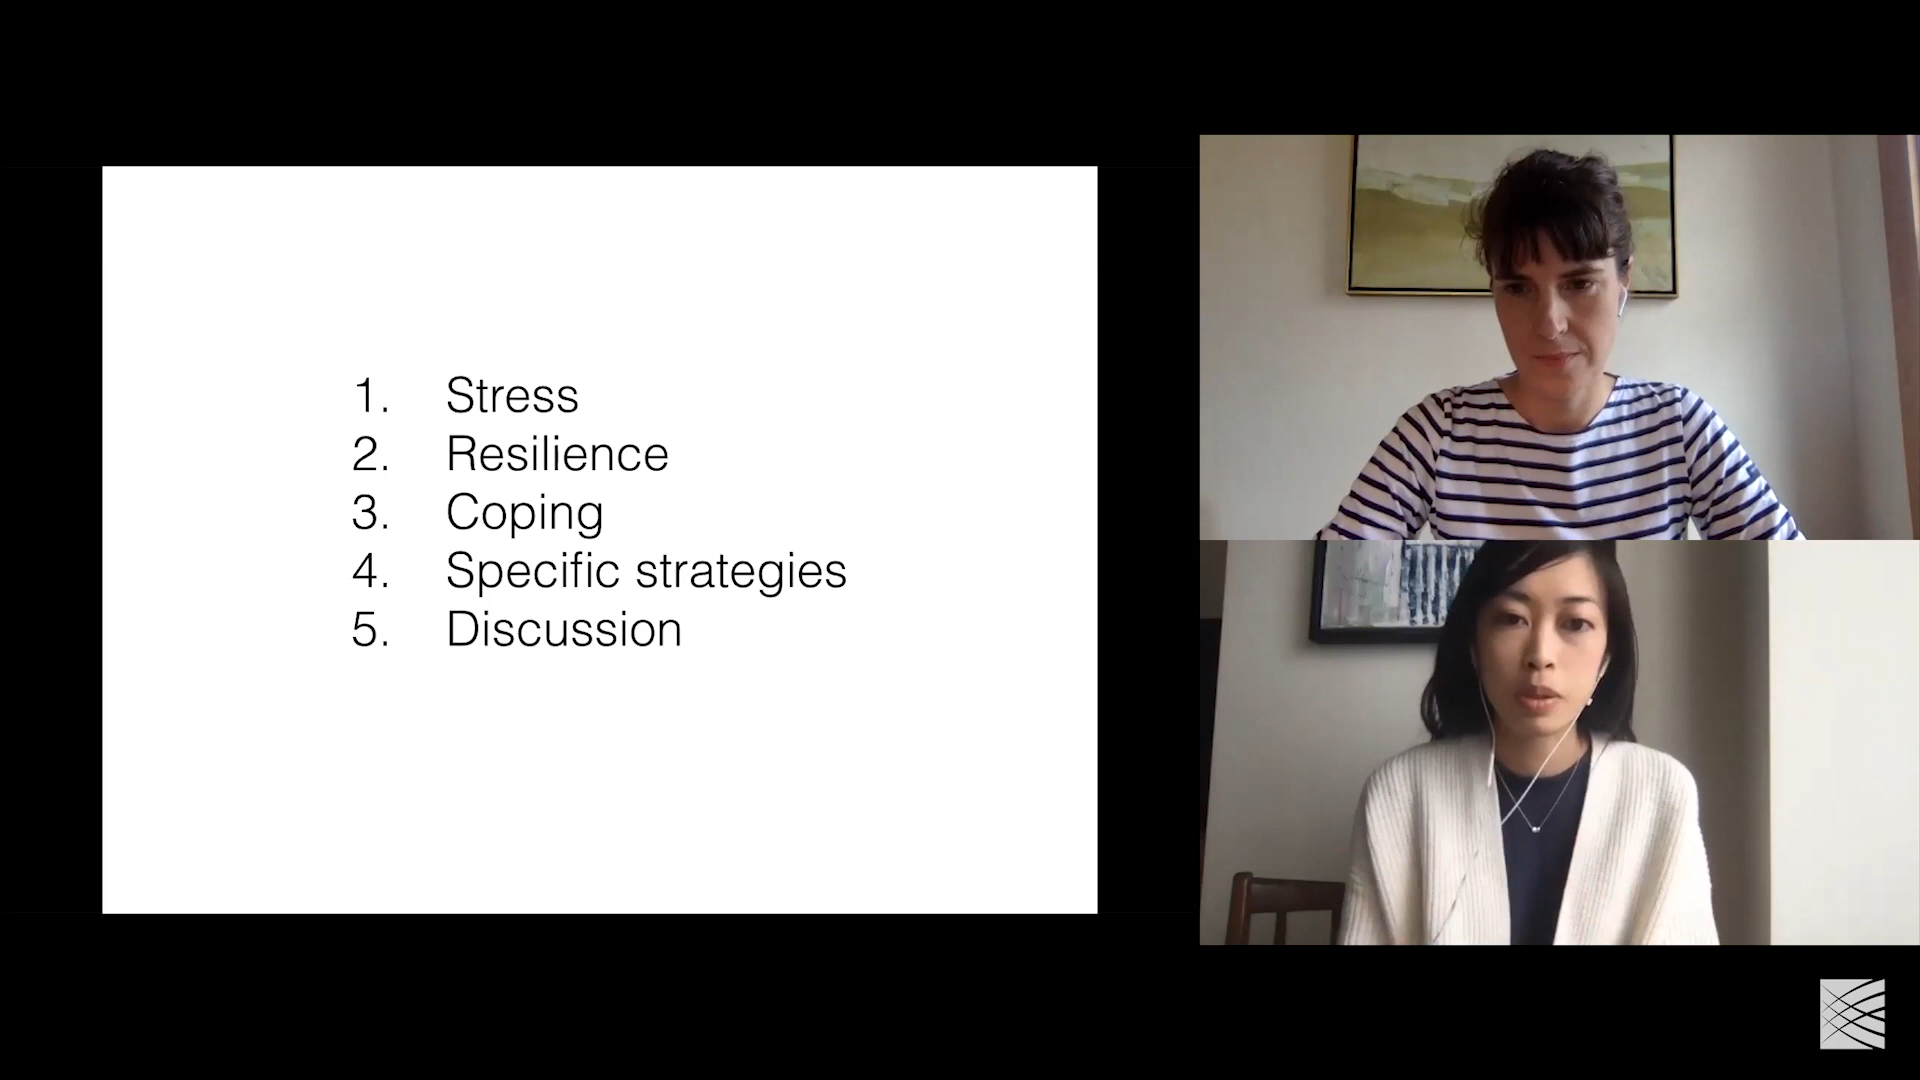 1. Stress
2. Resilience
3. Coping
4. Specific strategies
5. Discussion